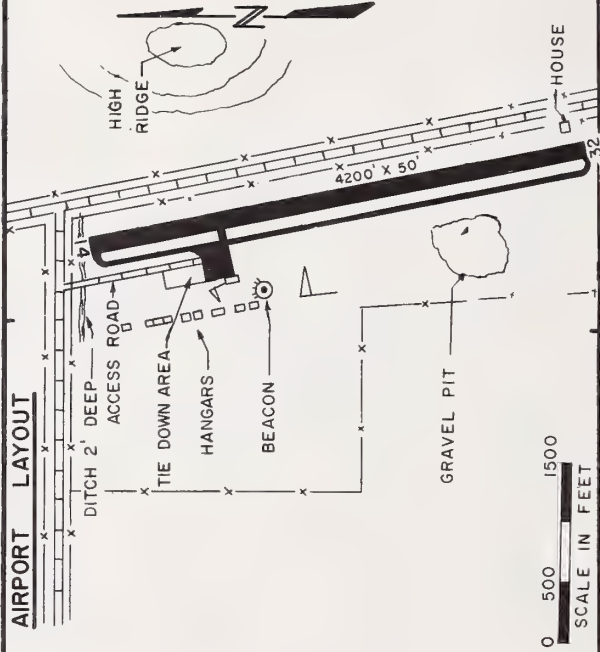 AIRPORT LAYOUT
N
HIGH
RIDGE
14
DITCH 2' DEEP
ACCESS ROAD
TIE DOWN AREA
HANGARS
BEACON
4200' X 50'
GRAVEL PIT
HOUSE
32
0 500 1500
SCALE IN FEET